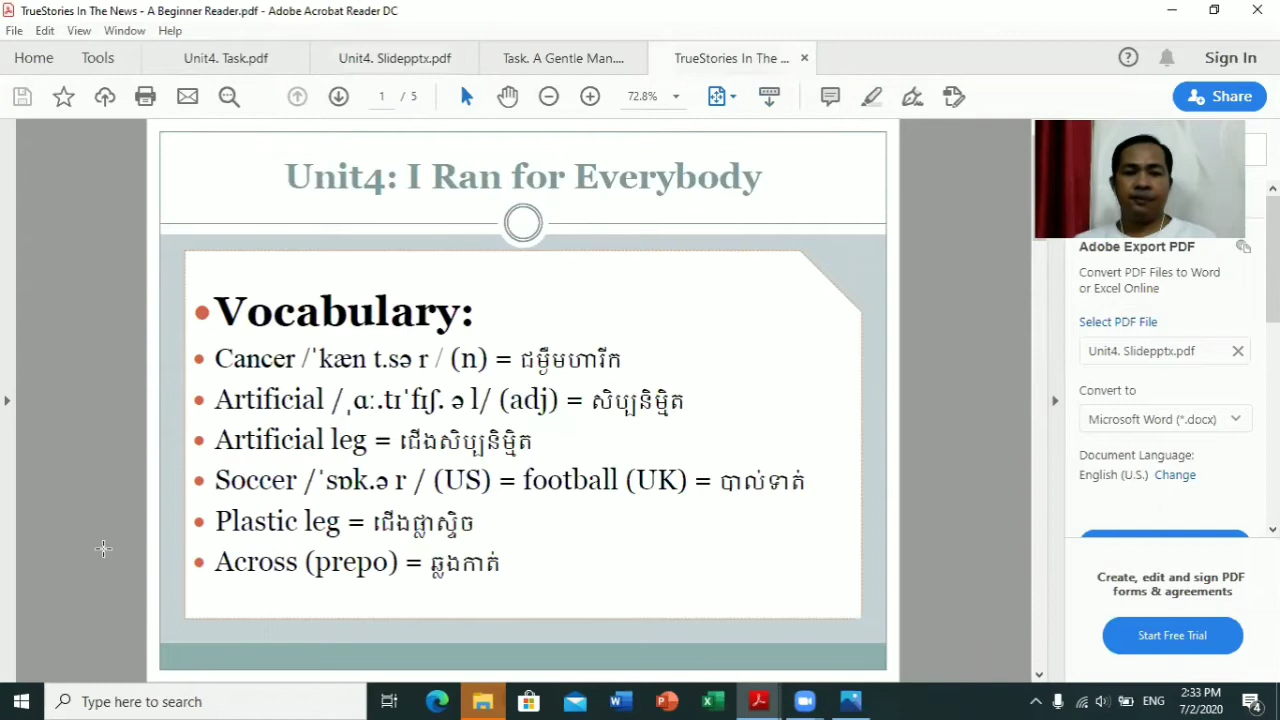 TrueStories In The News - A Beginner Reader.pdf - Adobe Acrobat Reader DC
File Edit View Window Help
Home Tools Unit4. Task.pdf Unit4. Slidepptx.pdf Task. A Gentle Man.... TrueStories In The ... Sign In
1 / 5 72.8% Share
Unit4: I Ran for Everybody
Vocabulary:
Cancer /ˈkæn t.sə r / (n) = ជម្ងឺមហារីក
Artificial /ˌɑː.tɪˈfɪʃ. ə l/ (adj) = សិប្បនិម្មិត
Artificial leg = ជើងសិប្បនិម្មិត
Soccer /ˈsɒk.ə r / (US) = football (UK) = បាល់ទាត់
Plastic leg = ជើងផ្លាស្ទិច
Across (prepo) = ឆ្លងកាត់
Adobe Export PDF
Convert PDF Files to Word
or Excel Online
Select PDF File
Unit4. Slidepptx.pdf
Convert to
Microsoft Word (*.docx)
Document Language:
English (U.S.) Change
Create, edit and sign PDF
forms & agreements
Start Free Trial
Type here to search
ENG
2:33 PM
7/2/2020
4